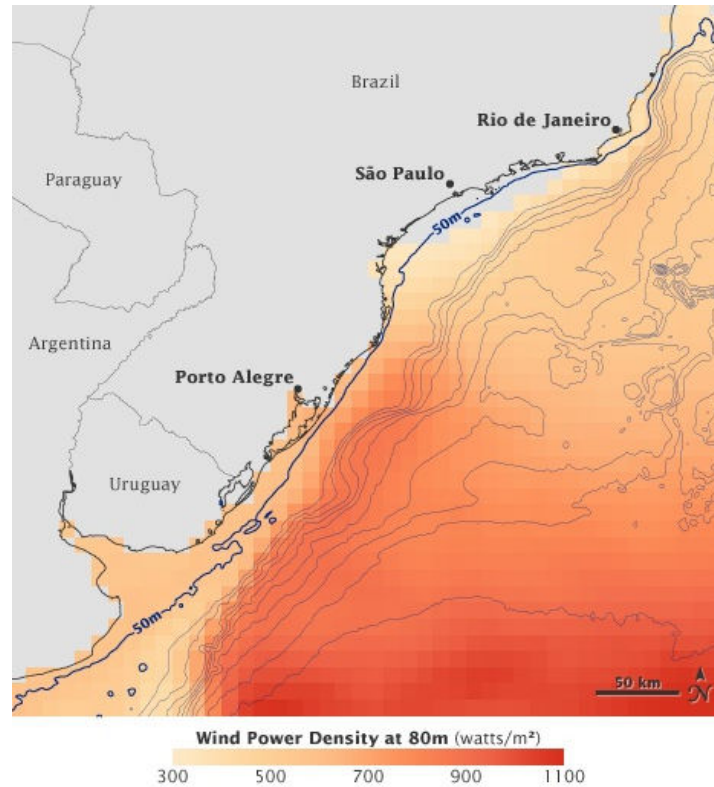 Brazil
Rio de Janeiro
São Paulo
Paraguay
50m
Argentina
Porto Alegre
Uruguay
50m
50 km
N
Wind Power Density at 80m (watts/m²)
300 500 700 900 1100